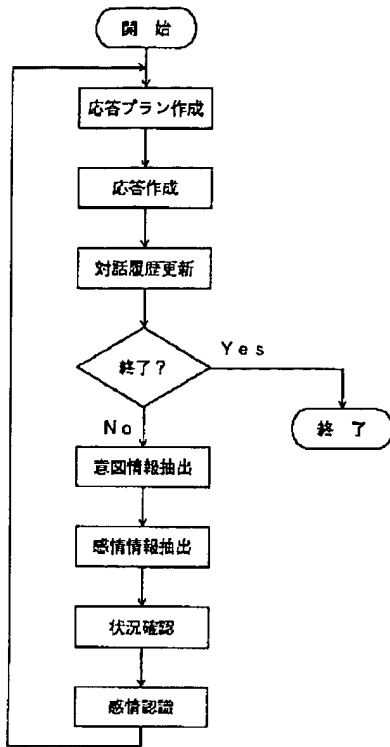 開 始
応答プラン作成
応答作成
対話履歴更新
終了？
Yes
終 了
No
意図情報抽出
感情情報抽出
状況確認
感情認識